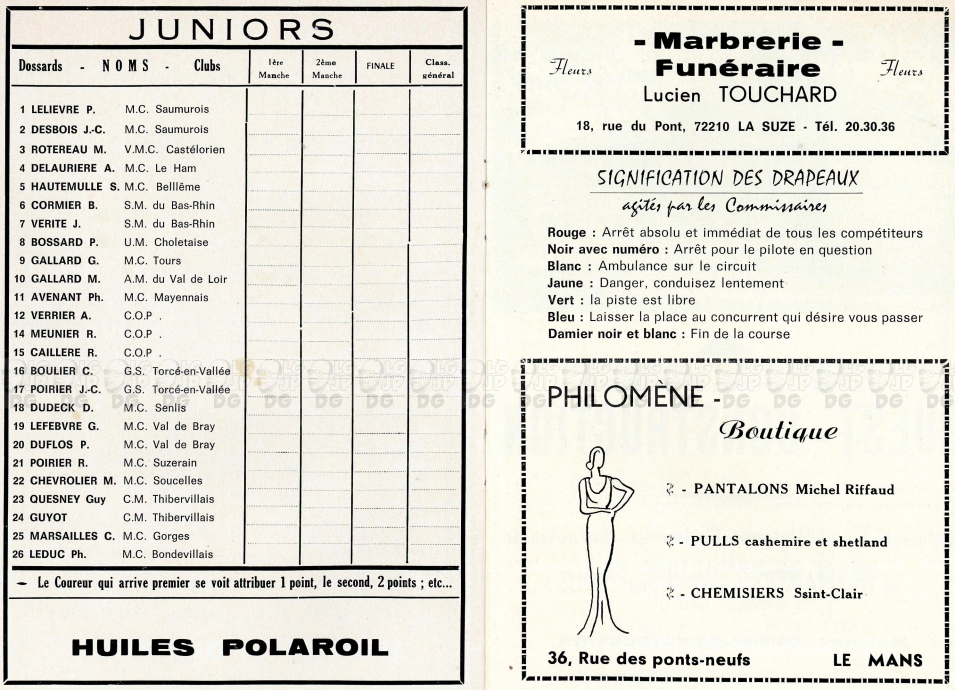 JUNIORS
Dossards - NOMS - Clubs 1ère Manche 2ème Manche FINALE Class. général
1 LELIEVRE P. M.C. Saumurois
2 DESBOIS J.-C. M.C. Saumurois
3 ROTEREAU M. V.M.C. Castélorien
4 DELAURIERE A. M.C. Le Ham
5 HAUTEMULLE S. M.C. Belllême
6 CORMIER B. S.M. du Bas-Rhin
7 VERITE J. S.M. du Bas-Rhin
8 BOSSARD P. U.M. Choletaise
9 GALLARD G. M.C. Tours
10 GALLARD M. A.M. du Val de Loir
11 AVENANT Ph. M.C. Mayennais
12 VERRIER A. C.O.P .
14 MEUNIER R. C.O.P .
15 CAILLERE R. C.O.P .
16 BOULIER C. G.S. Torcé-en-Vallée
17 POIRIER J.-C. G.S. Torcé-en-Vallée
18 DUDECK D. M.C. Senlis
19 LEFEBVRE G. M.C. Val de Bray
20 DUFLOS P. M.C. Val de Bray
21 POIRIER R. M.C. Suzerain
22 CHEVROLIER M. M.C. Soucelles
23 QUESNEY Guy C.M. Thibervillais
24 GUYOT C.M. Thibervillais
25 MARSAILLES C. M.C. Gorges
26 LEDUC Ph. M.C. Bondevillais
- Le Coureur qui arrive premier se voit attribuer 1 point, le second, 2 points ; etc...
HUILES POLAROIL
- Marbrerie -
Fleurs Funéraire Fleurs
Lucien TOUCHARD
18, rue du Pont, 72210 LA SUZE - Tél. 20.30.36
SIGNIFICATION DES DRAPEAUX
agités par les Commissaires
Rouge : Arrêt absolu et immédiat de tous les compétiteurs
Noir avec numéro : Arrêt pour le pilote en question
Blanc : Ambulance sur le circuit
Jaune : Danger, conduisez lentement
Vert : la piste est libre
Bleu : Laisser la place au concurrent qui désire vous passer
Damier noir et blanc : Fin de la course
PHILOMÈNE -
Boutique
- PANTALONS Michel Riffaud
- PULLS cashemire et shetland
- CHEMISIERS Ssint-Clair
36, Rue des ponts-neufs LE MANS